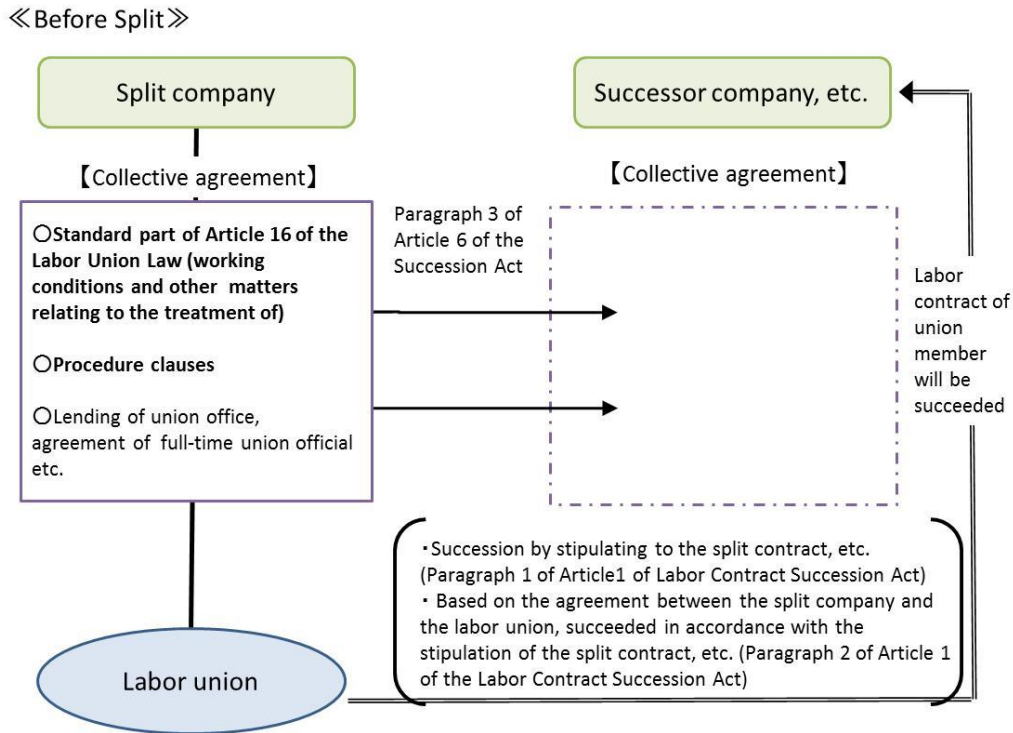 ≪Before Split≫
Split company
Successor company, etc.
【Collective agreement】
【Collective agreement】
○Standard part of Article 16 of the
Labor Union Law (working
conditions and other matters
relating to the treatment of)
○Procedure clauses
○Lending of union office,
agreement of full-time union official
etc.
Paragraph 3 of
Article 6 of the
Succession Act
Labor
contract of
union
member
will be
succeeded
・Succession by stipulating to the split contract, etc.
(Paragraph 1 of Article1 of Labor Contract Succession Act)
・ Based on the agreement between the split company and
the labor union, succeeded in accordance with the
stipulation of the split contract, etc. (Paragraph 2 of Article 1
of the Labor Contract Succession Act)
Labor union